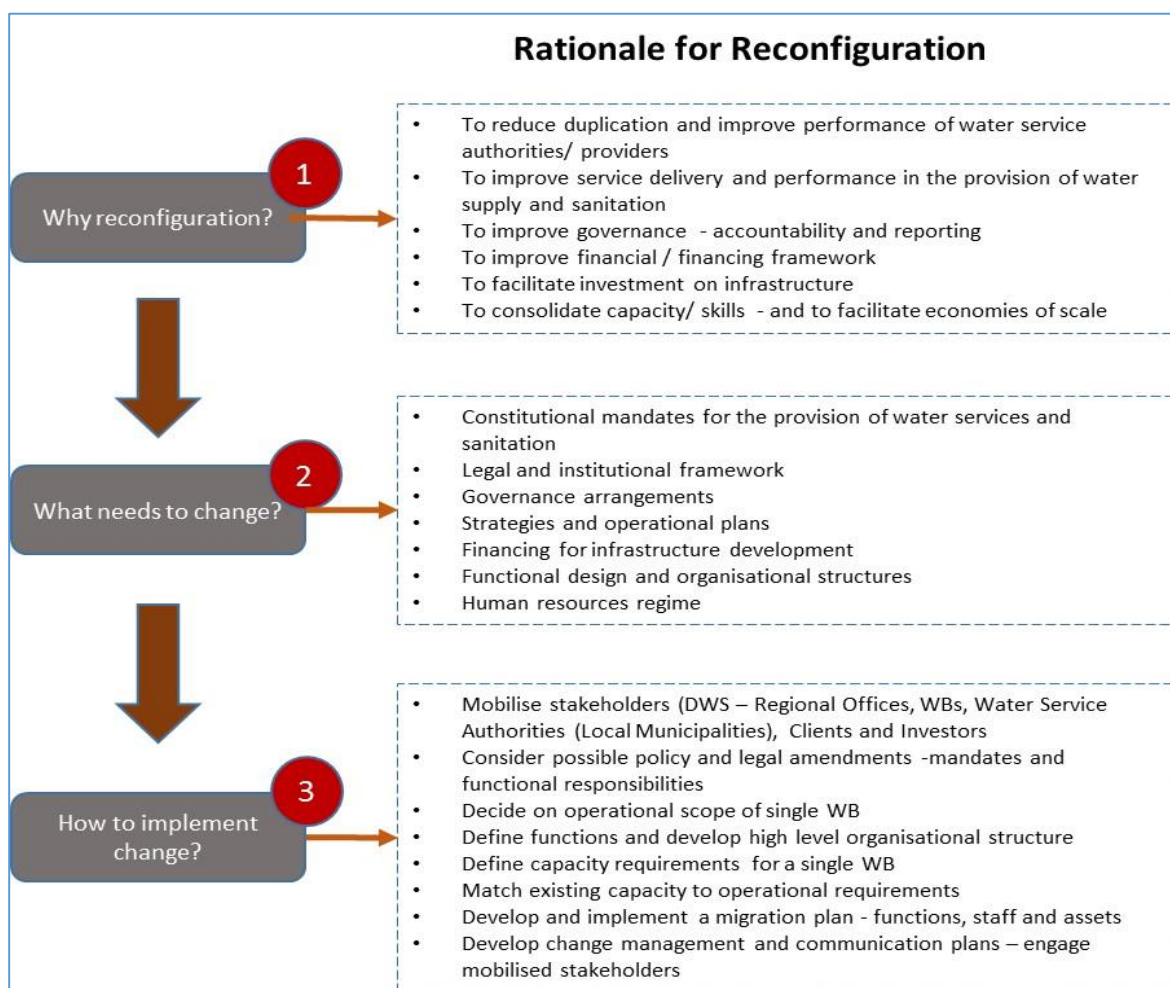 Rationale for Reconfiguration
1
Why reconfiguration?
• To reduce duplication and improve performance of water service
authorities/ providers
• To improve service delivery and performance in the provision of water
supply and sanitation
• To improve governance - accountability and reporting
• To improve financial / financing framework
• To facilitate investment on infrastructure
• To consolidate capacity/ skills - and to facilitate economies of scale
2
What needs to change?
• Constitutional mandates for the provision of water services and
sanitation
• Legal and institutional framework
• Governance arrangements
• Strategies and operational plans
• Financing for infrastructure development
• Functional design and organisational structures
• Human resources regime
3
How to implement
change?
• Mobilise stakeholders (DWS – Regional Offices, WBs, Water Service
Authorities (Local Municipalities), Clients and Investors
• Consider possible policy and legal amendments -mandates and
functional responsibilities
• Decide on operational scope of single WB
• Define functions and develop high level organisational structure
• Define capacity requirements for a single WB
• Match existing capacity to operational requirements
• Develop and implement a migration plan - functions, staff and assets
• Develop change management and communication plans – engage
mobilised stakeholders